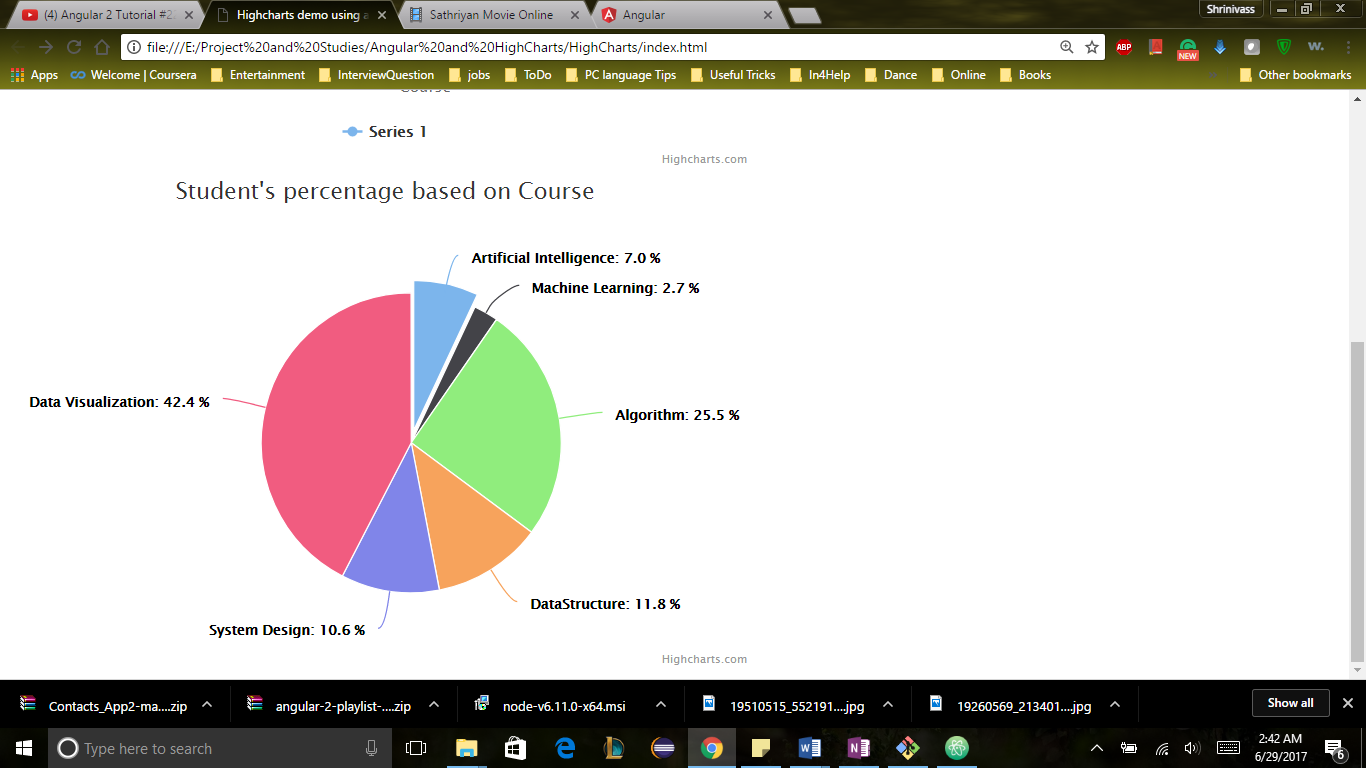 (4) Angular 2 Tutorial #2
Highcharts demo using a
Sathriyan Movie Online
Angular
Shrinivass
file:///E:/Project%20and%20Studies/Angular%20and%20HighCharts/HighCharts/index.html
ABP
NEW
W.
Apps
Welcome | Coursera
Entertainment
InterviewQuestion
jobs
ToDo
PC language Tips
Useful Tricks
In4Help
Dance
Online
Books
Other bookmarks
Course
Series 1
Highcharts.com
Student's percentage based on Course
Artificial Intelligence: 7.0 %
Machine Learning: 2.7 %
Data Visualization: 42.4 %
Algorithm: 25.5 %
DataStructure: 11.8 %
System Design: 10.6 %
Highcharts.com
Contacts_App2-ma....zip
angular-2-playlist-....zip
node-v6.11.0-x64.msi
19510515_552191....jpg
19260569_213401....jpg
Show all
Type here to search
2:42 AM
6/29/2017
6